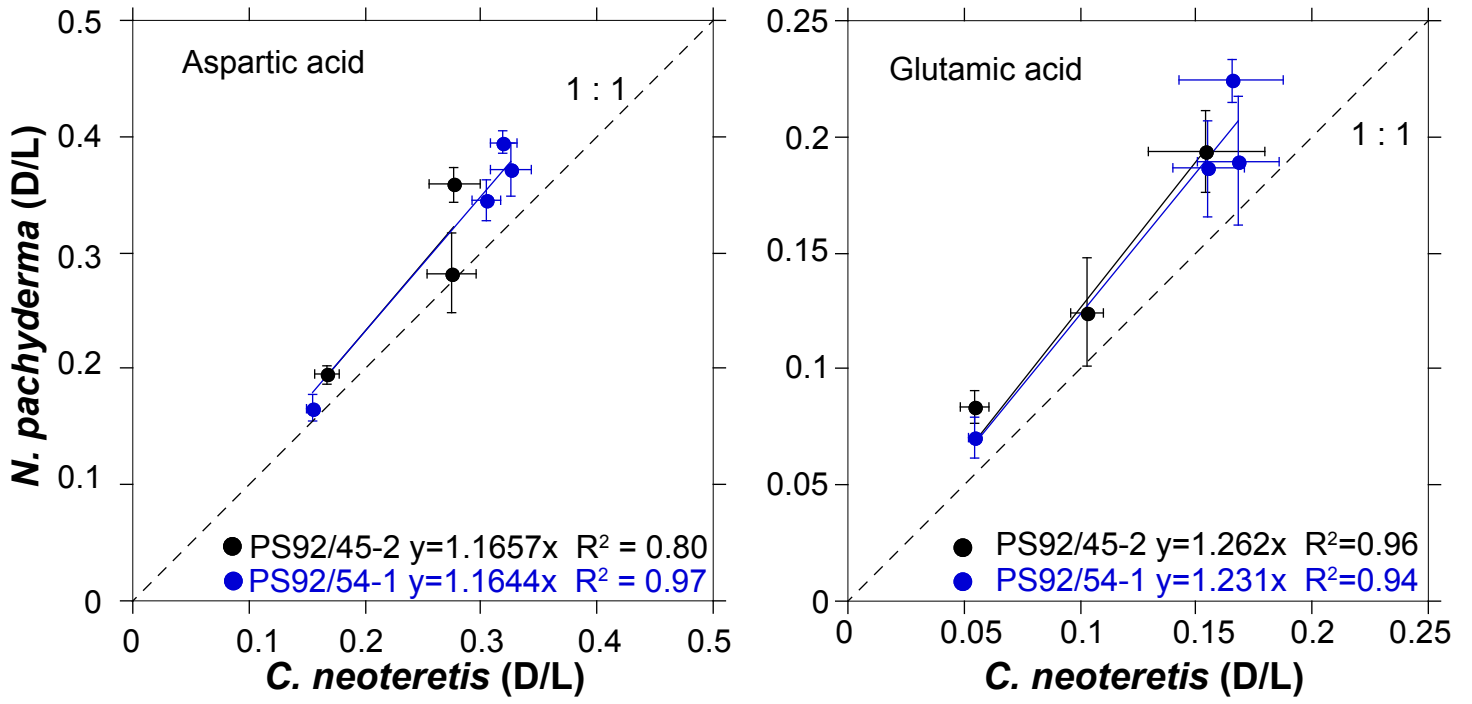 N. pachyderma (D/L)
0.5
0.4
0.3
0.2
0.1
0
Aspartic acid
1 : 1
PS92/45-2 y=1.1657x R² = 0.80
PS92/54-1 y=1.1644x R² = 0.97
0 0.1 0.2 0.3 0.4 0.5
C. neoteretis (D/L)
0.25
0.2
0.15
0.1
0.05
0
Glutamic acid
1 : 1
PS92/45-2 y=1.262x R²=0.96
PS92/54-1 y=1.231x R²=0.94
0 0.05 0.1 0.15 0.2 0.25
C. neoteretis (D/L)